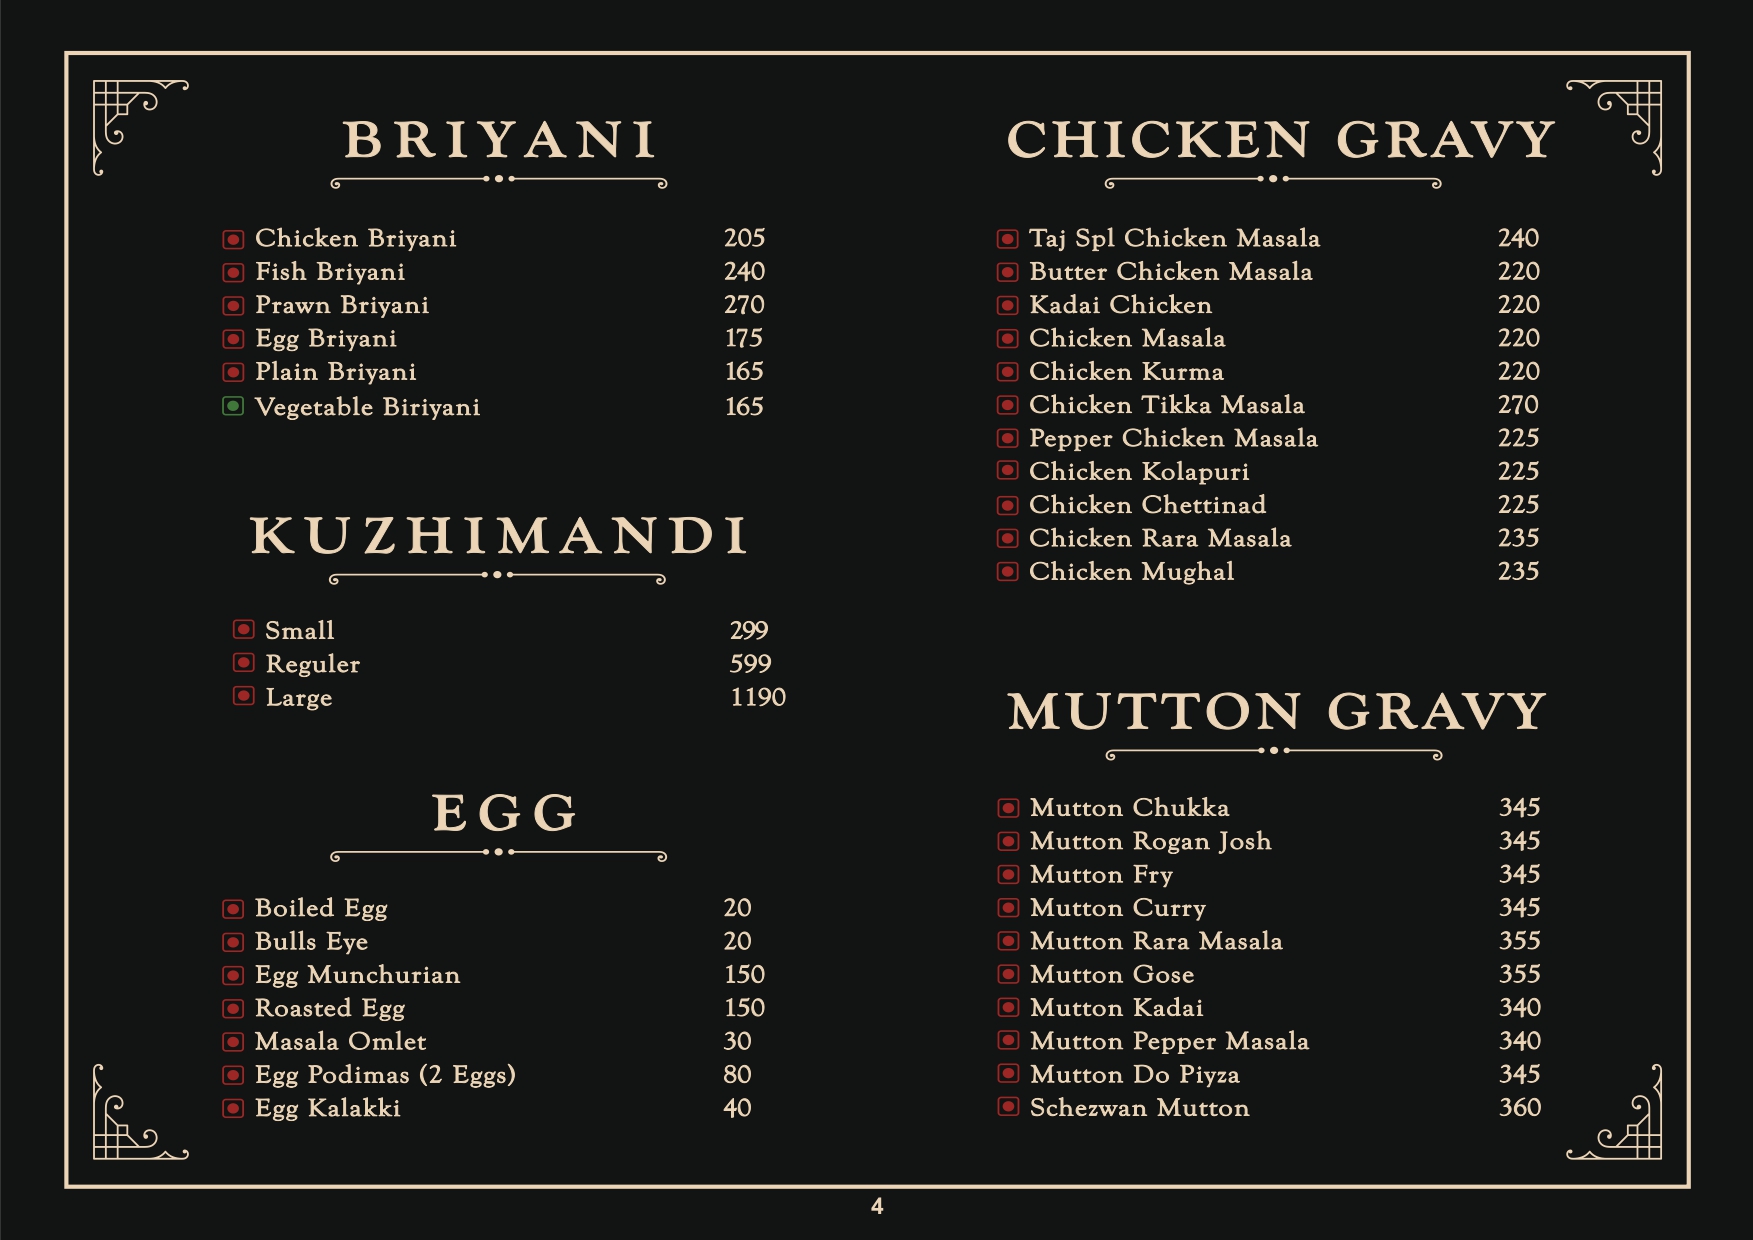 BRIYANI
Chicken Briyani 205
Fish Briyani 240
Prawn Briyani 270
Egg Briyani 175
Plain Briyani 165
Vegetable Biriyani 165
KUZHIMANDI
Small 299
Reguler 599
Large 1190
EGG
Boiled Egg 20
Bulls Eye 20
Egg Munchurian 150
Roasted Egg 150
Masala Omlet 30
Egg Podimas (2 Eggs) 80
Egg Kalakki 40
CHICKEN GRAVY
Taj Spl Chicken Masala 240
Butter Chicken Masala 220
Kadai Chicken 220
Chicken Masala 220
Chicken Kurma 220
Chicken Tikka Masala 270
Pepper Chicken Masala 225
Chicken Kolapuri 225
Chicken Chettinad 225
Chicken Rara Masala 235
Chicken Mughal 235
MUTTON GRAVY
Mutton Chukka 345
Mutton Rogan Josh 345
Mutton Fry 345
Mutton Curry 345
Mutton Rara Masala 355
Mutton Gose 355
Mutton Kadai 340
Mutton Pepper Masala 340
Mutton Do Piyza 345
Schezwan Mutton 360
4